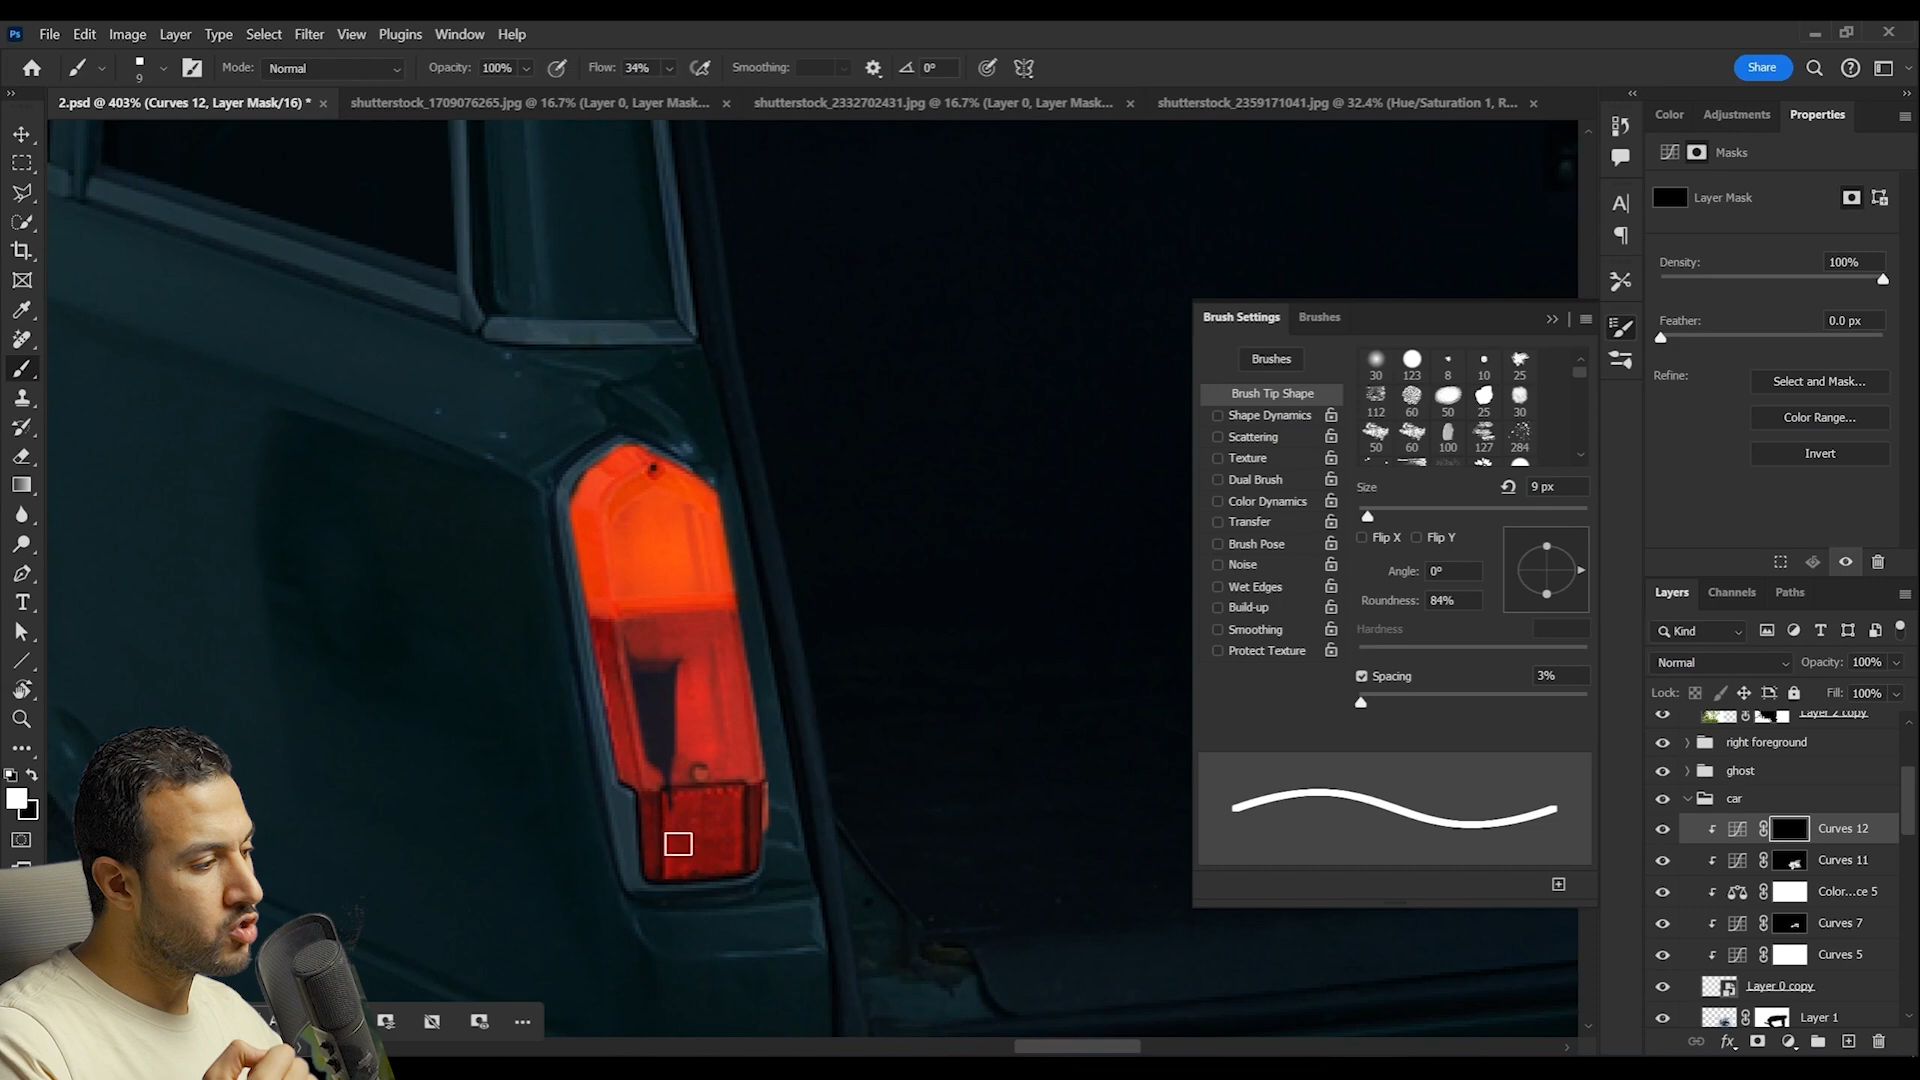 Ps File Edit Image Layer Type Select Filter View Plugins Window Help
9 Mode: Normal Opacity: 100% Flow: 34% Smoothing: 0° Share
2.psd @ 403% (Curves 12, Layer Mask/16) * × shutterstock_1709076265.jpg @ 16.7% (Layer 0, Layer Mask... × shutterstock_2332702431.jpg @ 16.7% (Layer 0, Layer Mask... × shutterstock_2359171041.jpg @ 32.4% (Hue/Saturation 1, R... ×
Color Adjustments Properties
Masks
Layer Mask
Density: 100%
Feather: 0.0 px
Refine: Select and Mask...
Color Range...
Invert
Brush Settings Brushes
Brushes
30 123 8 10 25
112 60 50 25 30
50 60 100 127 284
Brush Tip Shape
Shape Dynamics
Scattering
Texture
Dual Brush
Color Dynamics
Transfer
Brush Pose
Noise
Wet Edges
Build-up
Smoothing
Protect Texture
Size 9 px
Flip X Flip Y
Angle: 0°
Roundness: 84%
Hardness
Spacing 3%
Layers Channels Paths
Kind
Normal Opacity: 100%
Lock: Fill: 100%
Layer 2 copy
right foreground
ghost
car
Curves 12
Curves 11
Color...ce 5
Curves 7
Curves 5
Layer 0 copy
Layer 1
fx